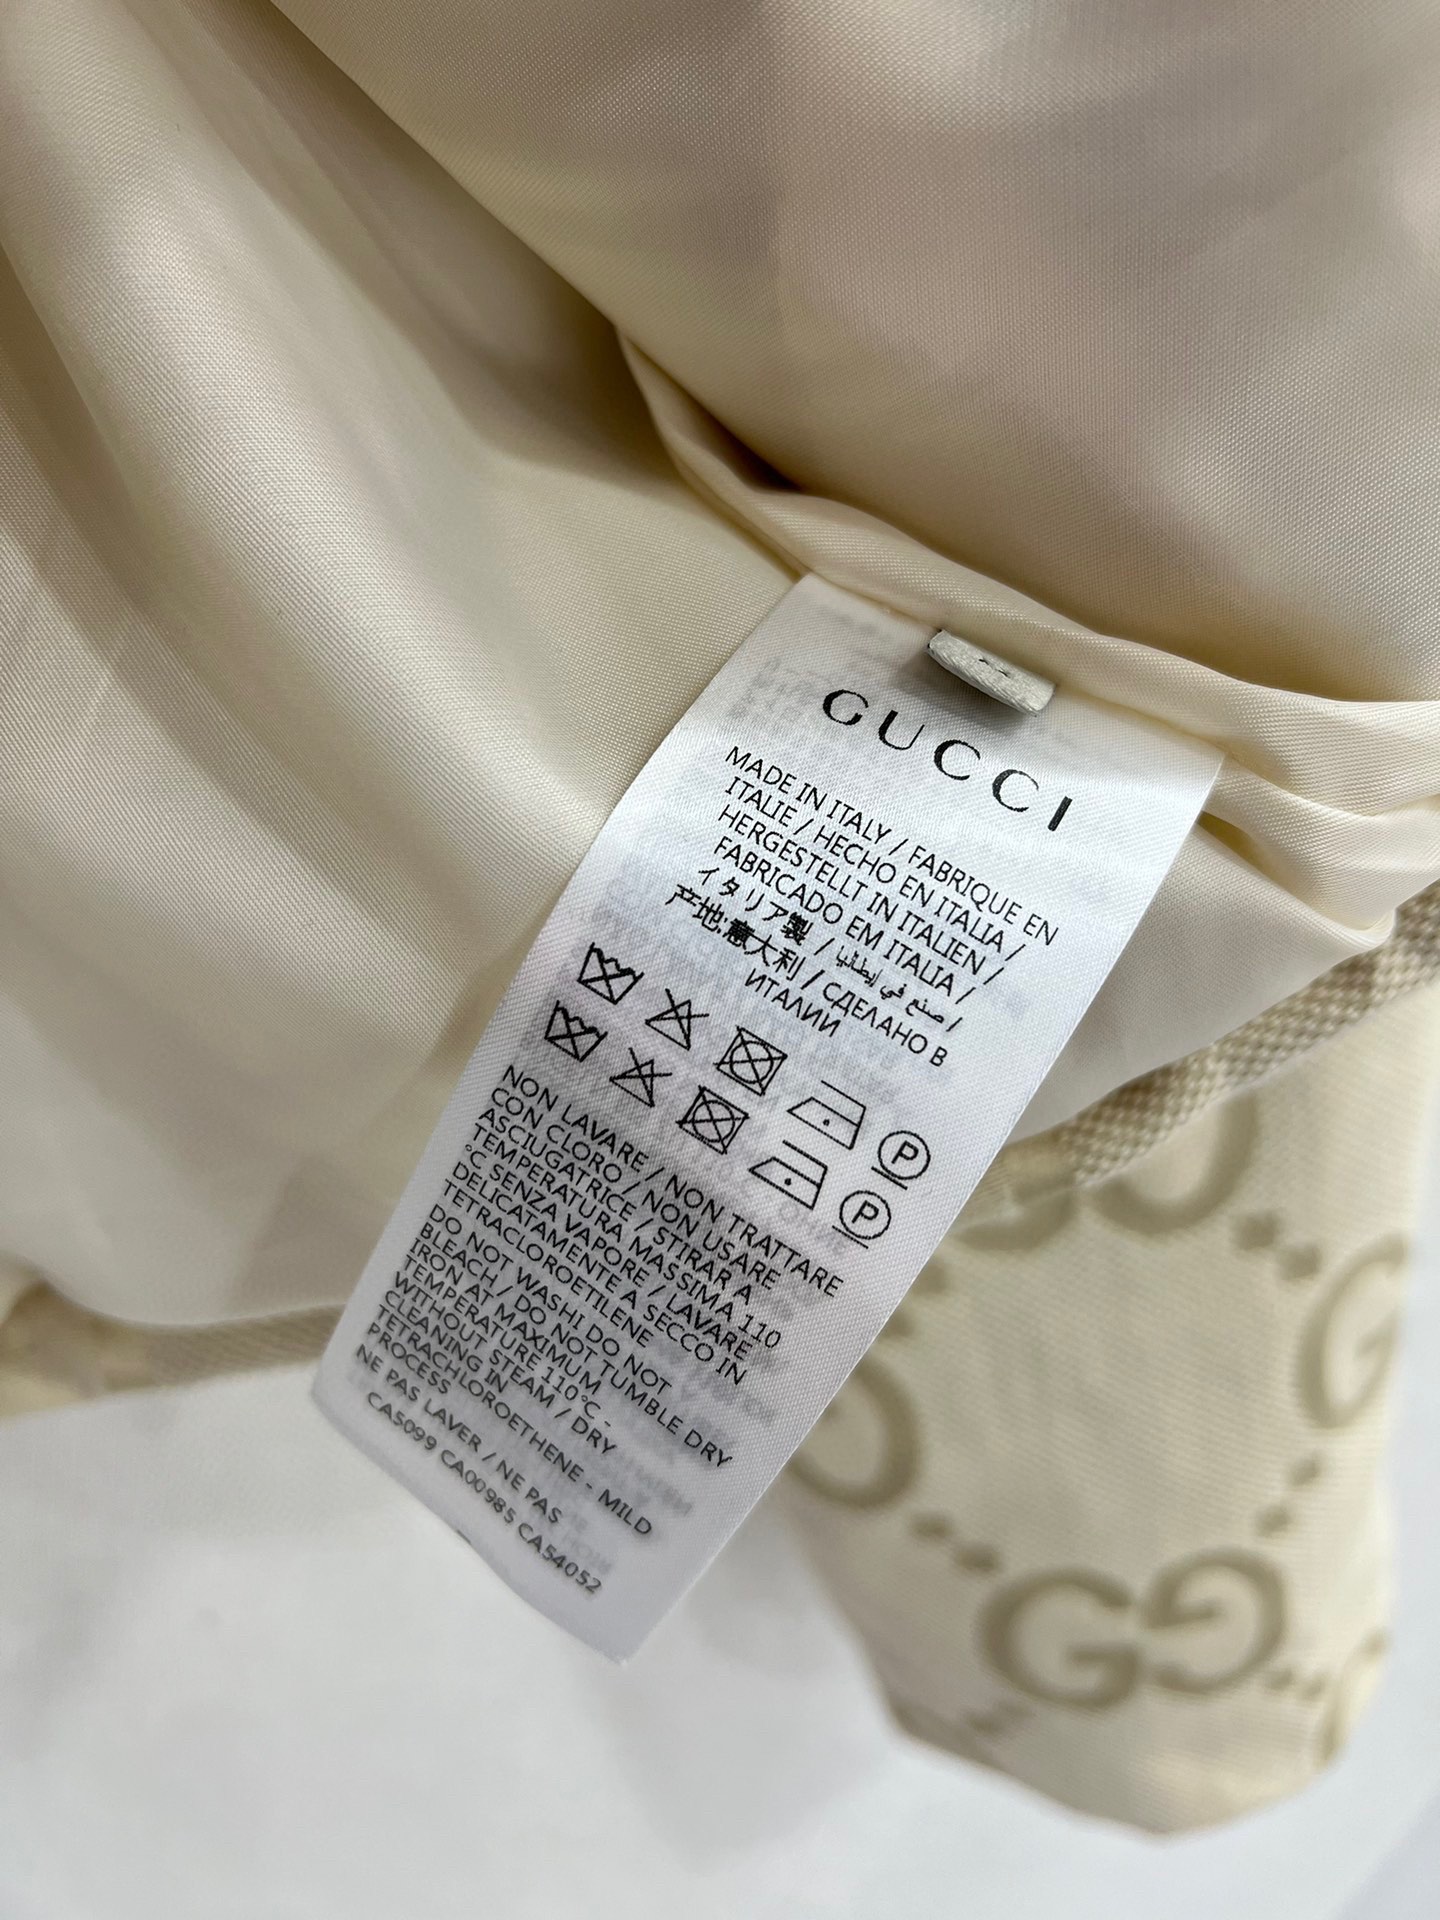 GUCCI
MADE IN ITALY / FABRIQUE EN
ITALIE / HECHO EN ITALIA /
HERGESTELLT IN ITALIEN /
FABRICADO EM ITALIA /
イタリア製 / صنع في إيطاليا /
产地:意大利 / СДЕЛАНО В
ИТАЛИИ
P
P
NON LAVARE / NON TRATTARE
CON CLORO / NON USARE
ASCIUGATRICE / STIRAR A
TEMPERATURA MASSIMA 110
°C SENZA VAPORE / LAVARE
DELICATAMENTE A SECCO IN
TETRACLOROETILENE
DO NOT WASHI DO NOT
BLEACH / DO NOT TUMBLE DRY
IRON AT MAXIMUM
TEMPERATURE 110°C -
WITHOUT STEAM / DRY
CLEANING IN
TETRACHLOROETHENE - MILD
PROCESS
NE PAS LAVER / NE PAS
CA5099 CA00985 CA54052
GG